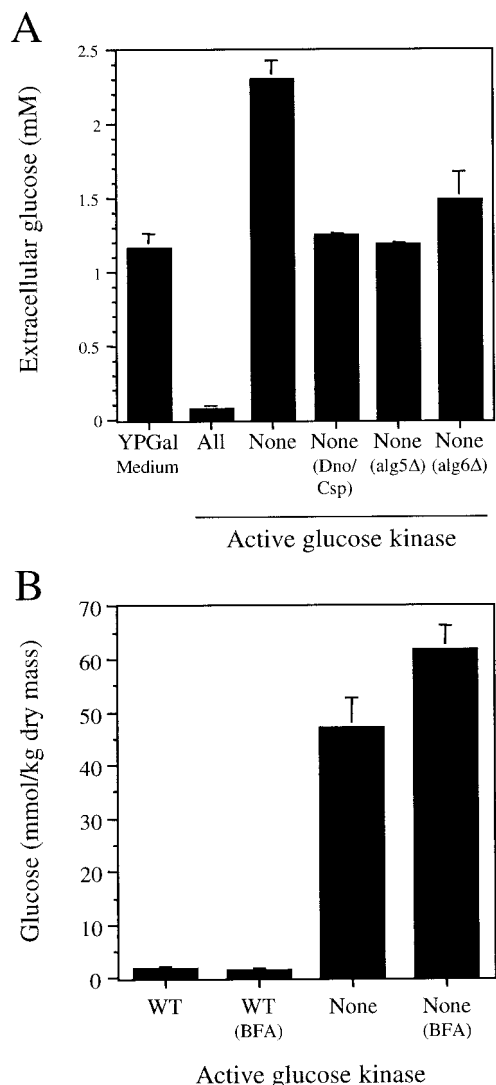 A
Extracellular glucose (mM)
2.5
2
1.5
1
0.5
0
YPGal All None None None None
Medium (Dno/ (alg5Δ) (alg6Δ)
Csp)
Active glucose kinase
B
Glucose (mmol/kg dry mass)
70
60
50
40
30
20
10
0
WT WT None None
(BFA) (BFA)
Active glucose kinase